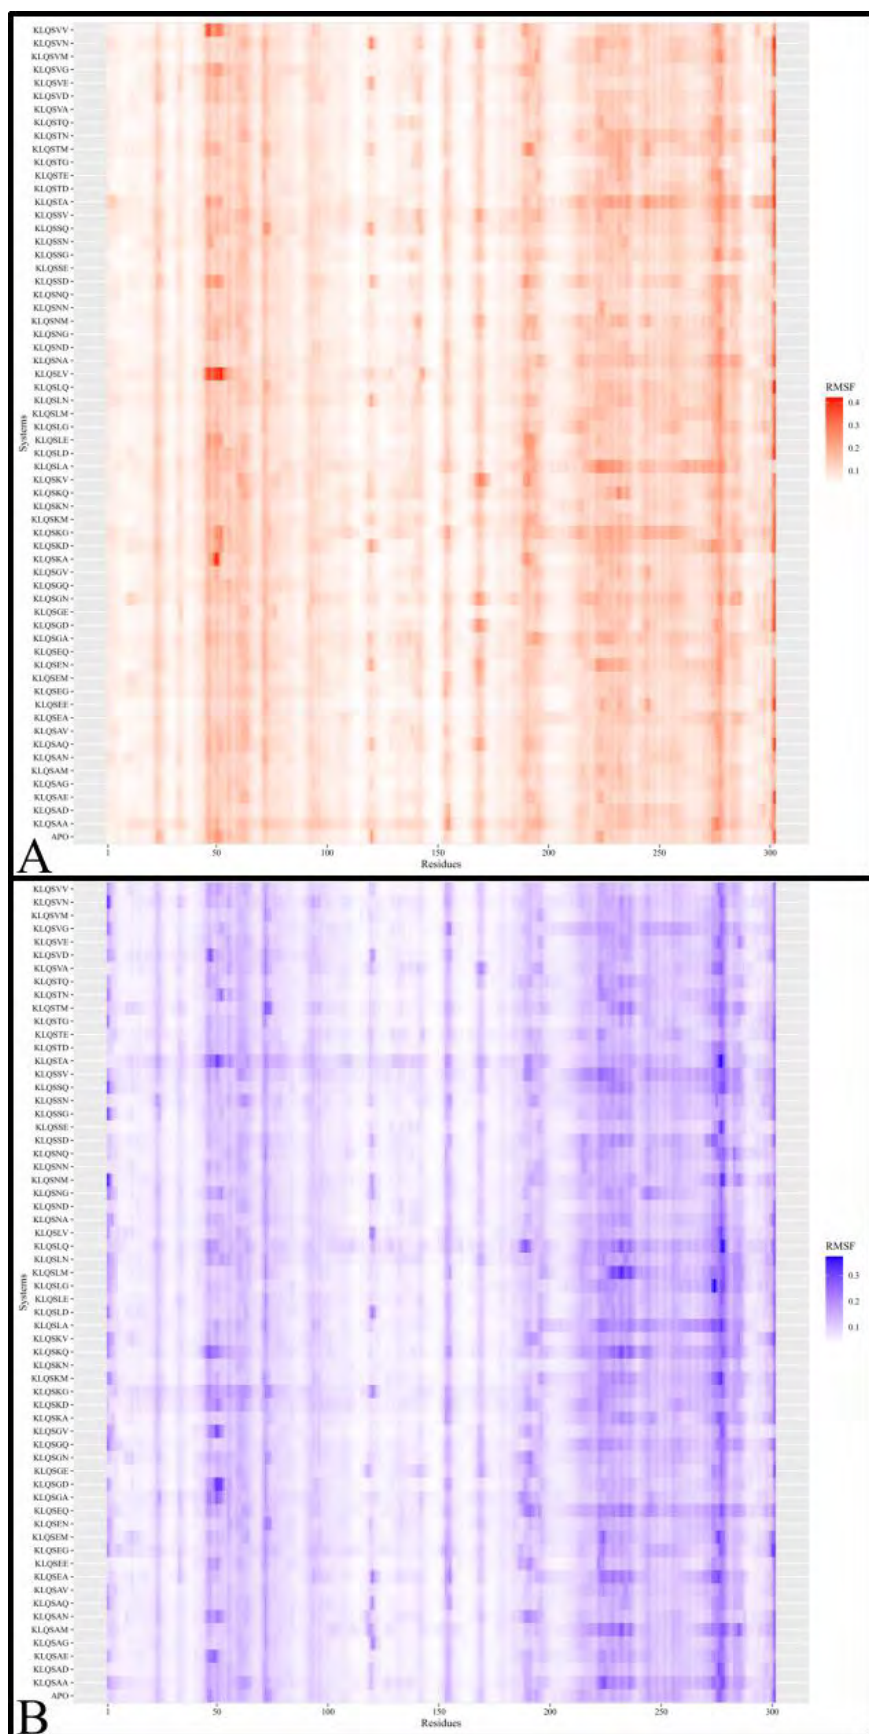 KLQSVV
KLQSVN
KLQSVM
KLQSVG
KLQSVE
KLQSVD
KLQSVA
KLQSTQ
KLQSTN
KLQSTM
KLQSTG
KLQSTE
KLQSTD
KLQSTA
KLQSSV
KLQSSQ
KLQSSN
KLQSSG
KLQSSE
KLQSSD
KLQSNQ
KLQSNN
KLQSNM
KLQSNG
KLQSND
KLQSNA
KLQSLV
KLQSLQ
KLQSLN
KLQSLM
KLQSLG
KLQSLE
KLQSLD
KLQSLA
KLQSKV
KLQSKQ
KLQSKN
KLQSKM
KLQSKG
KLQSKD
KLQSKA
KLQSGV
KLQSGQ
KLQSGN
KLQSGE
KLQSGD
KLQSGA
KLQSEQ
KLQSEN
KLQSEM
KLQSEG
KLQSEE
KLQSEA
KLQSAV
KLQSAQ
KLQSAN
KLQSAM
KLQSAG
KLQSAE
KLQSAD
KLQSAA
APO
Systems
1 50 100 150 200 250 300
Residues
RMSF
0.4
0.3
0.2
0.1
A
KLQSVV
KLQSVN
KLQSVM
KLQSVG
KLQSVE
KLQSVD
KLQSVA
KLQSTQ
KLQSTN
KLQSTM
KLQSTG
KLQSTE
KLQSTD
KLQSTA
KLQSSV
KLQSSQ
KLQSSN
KLQSSG
KLQSSE
KLQSSD
KLQSNQ
KLQSNN
KLQSNM
KLQSNG
KLQSND
KLQSNA
KLQSLV
KLQSLQ
KLQSLN
KLQSLM
KLQSLG
KLQSLE
KLQSLD
KLQSLA
KLQSKV
KLQSKQ
KLQSKN
KLQSKM
KLQSKG
KLQSKD
KLQSKA
KLQSGV
KLQSGQ
KLQSGN
KLQSGE
KLQSGD
KLQSGA
KLQSEQ
KLQSEN
KLQSEM
KLQSEG
KLQSEE
KLQSEA
KLQSAV
KLQSAQ
KLQSAN
KLQSAM
KLQSAG
KLQSAE
KLQSAD
KLQSAA
APO
Systems
1 50 100 150 200 250 300
Residues
RMSF
0.3
0.2
0.1
B